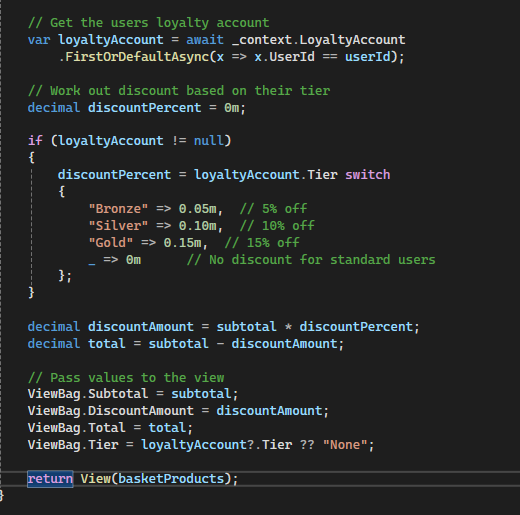 // Get the users loyalty account
var loyaltyAccount = await _context.LoyaltyAccount
.FirstOrDefaultAsync(x => x.UserId == userId);
// Work out discount based on their tier
decimal discountPercent = 0m;
if (loyaltyAccount != null)
{
discountPercent = loyaltyAccount.Tier switch
{
"Bronze" => 0.05m,  // 5% off
"Silver" => 0.10m,  // 10% off
"Gold" => 0.15m,  // 15% off
_ => 0m      // No discount for standard users
};
}
decimal discountAmount = subtotal * discountPercent;
decimal total = subtotal - discountAmount;
// Pass values to the view
ViewBag.Subtotal = subtotal;
ViewBag.DiscountAmount = discountAmount;
ViewBag.Total = total;
ViewBag.Tier = loyaltyAccount?.Tier ?? "None";
return View(basketProducts);
}